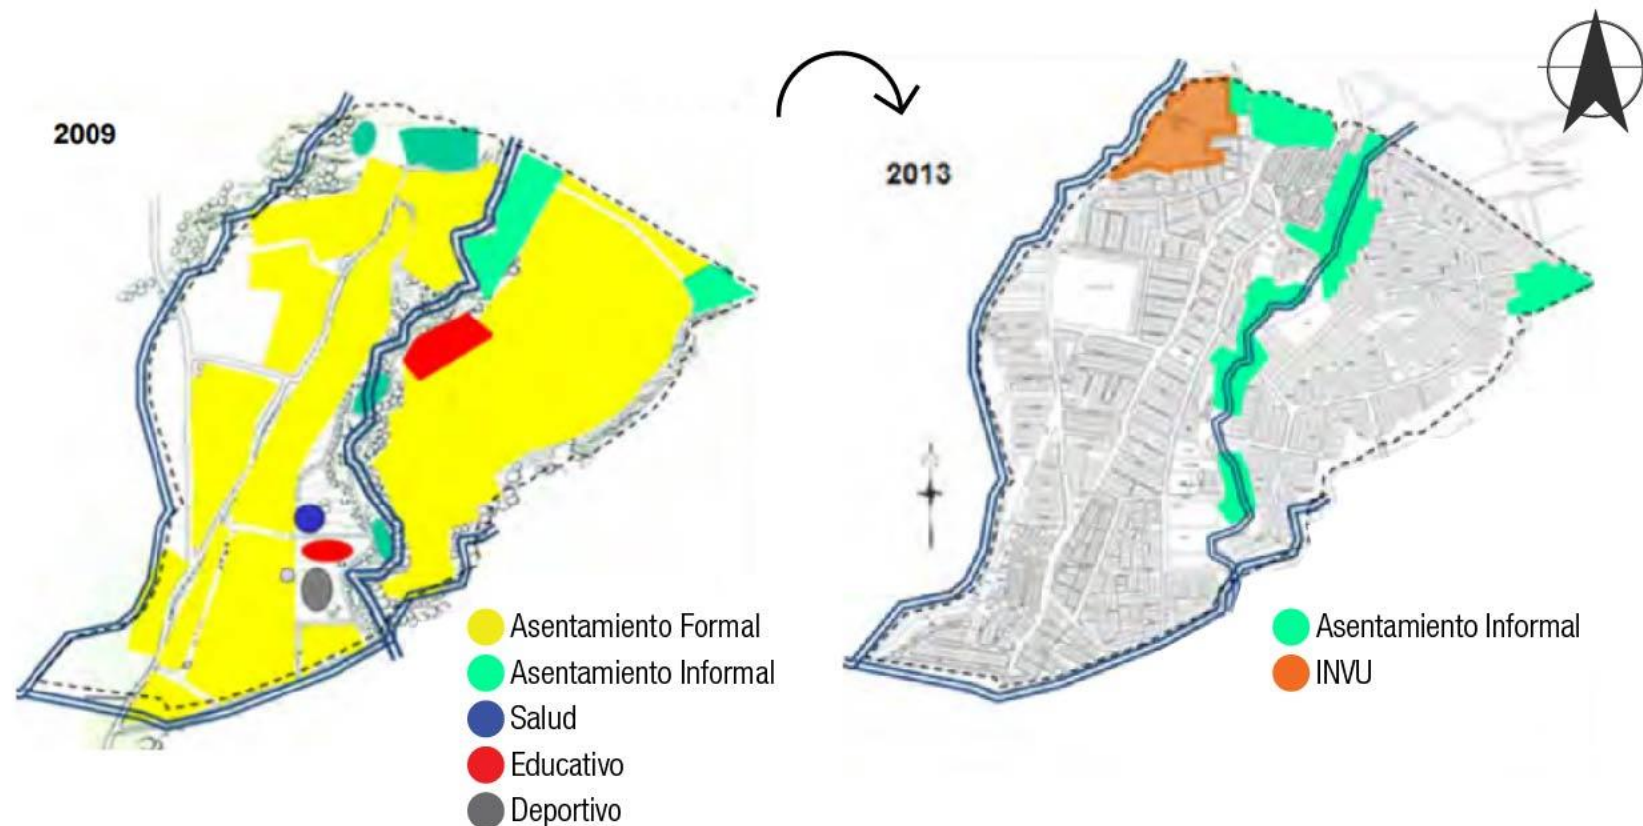 2009
2013
Asentamiento Formal
Asentamiento Informal
Salud
Educativo
Deportivo
Asentamiento Informal
INVU